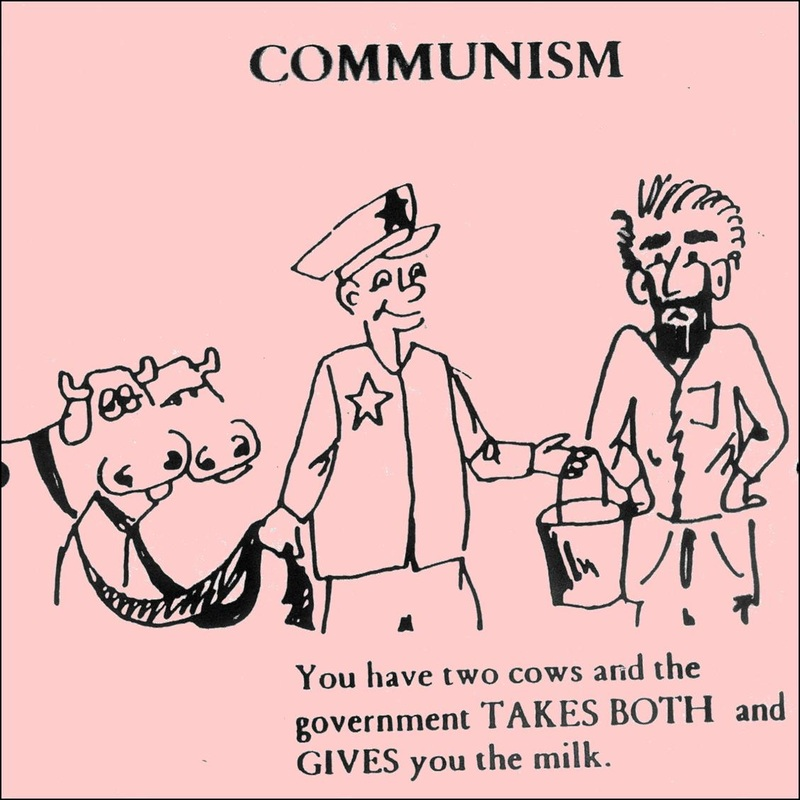 COMMUNISM
You have two cows and the
government TAKES BOTH and
GIVES you the milk.